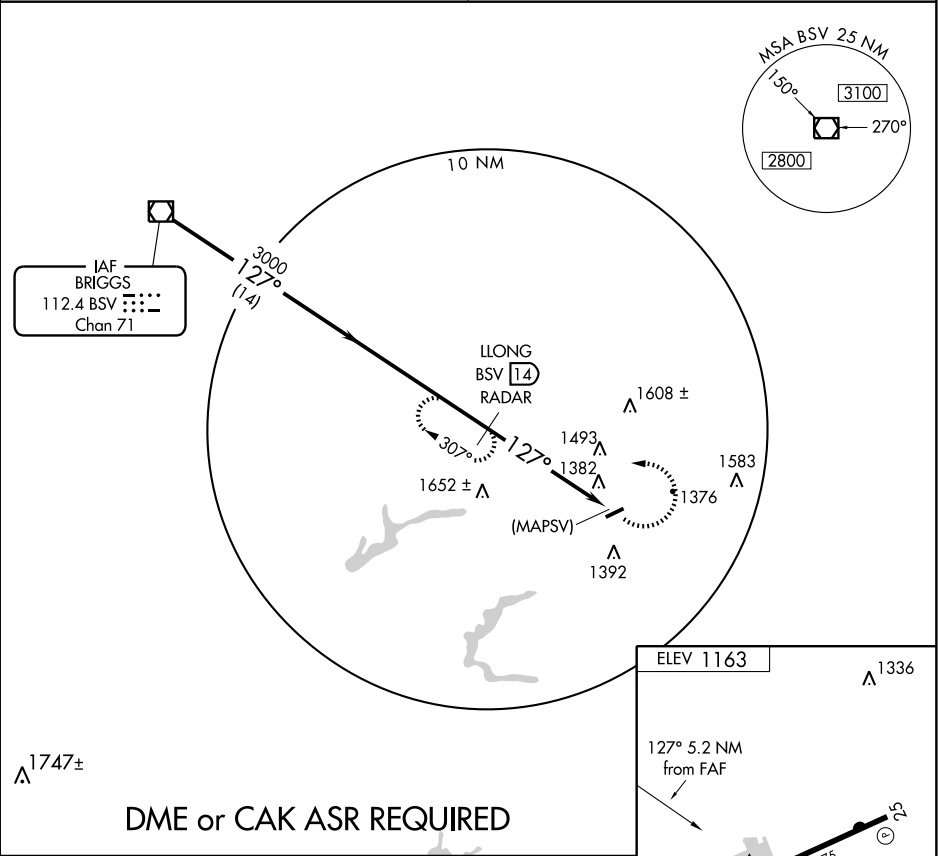 MSA BSV 25 NM
150°
3100
270°
2800
10 NM
3000
127°
(14)
IAF
BRIGGS
112.4 BSV
Chan 71
LLONG
BSV 14
RADAR
1608 ±
1493
127°
307°
1382
1583
1652 ±
1376
(MAPSV)
1392
ELEV 1163
1336
127° 5.2 NM
from FAF
1747±
DME or CAK ASR REQUIRED
25
P
75